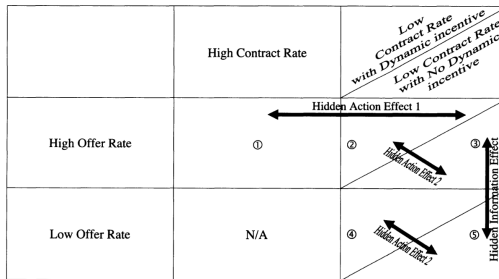 High Contract Rate
Low
Contract Rate
with Dynamic incentive
Low Contract Rate
with No Dynamic
incentive
Hidden Action Effect 1
High Offer Rate
①
②
Hidden Action Effect 2
③
Hidden Information Effect
Low Offer Rate
N/A
④
Hidden Action Effect 2
⑤